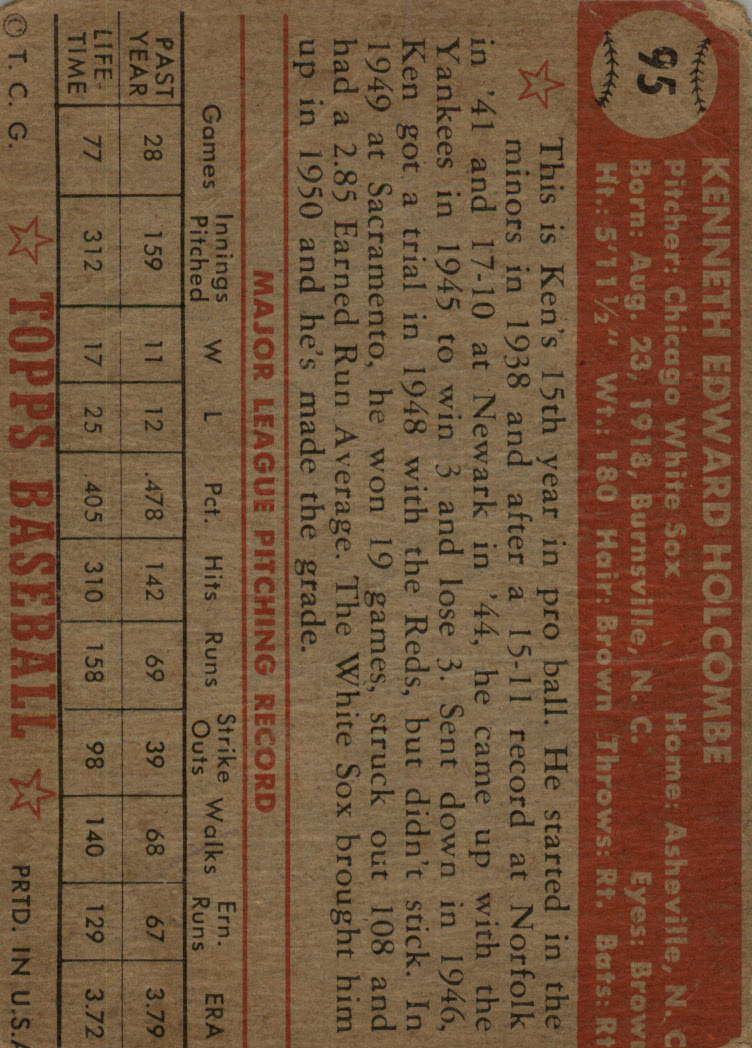 95
KENNETH EDWARD HOLCOMBE
Pitcher: Chicago White Sox Home: Asheville, N. C
Born: Aug. 23, 1918, Burnsville, N. C. Eyes: Brown
Ht.: 5'11½" Wt.: 180 Hair: Brown Throws: Rt. Bats: Rt
This is Ken's 15th year in pro ball. He started in the
minors in 1938 and after a 15-11 record at Norfolk
in '41 and 17-10 at Newark in '44, he came up with the
Yankees in 1945 to win 3 and lose 3. Sent down in 1946,
Ken got a trial in 1948 with the Reds, but didn't stick. In
1949 at Sacramento, he won 19 games, struck out 108 and
had a 2.85 Earned Run Average. The White Sox brought him
up in 1950 and he's made the grade.
MAJOR LEAGUE PITCHING RECORD
Games Innings Pitched W L Pct. Hits Runs Strike Outs Walks Ern. Runs ERA
PAST YEAR 28 159 11 12 .478 142 69 39 68 67 3.79
LIFE-TIME 77 312 17 25 .405 310 158 98 140 129 3.72
© T. C. G. TOPPS BASEBALL PRTD. IN U.S.A